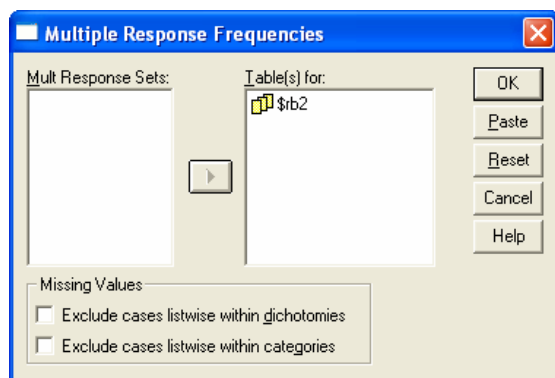 Multiple Response Frequencies
Mult Response Sets:
Table(s) for:
$rb2
OK
Paste
Reset
Cancel
Help
Missing Values
Exclude cases listwise within dichotomies
Exclude cases listwise within categories